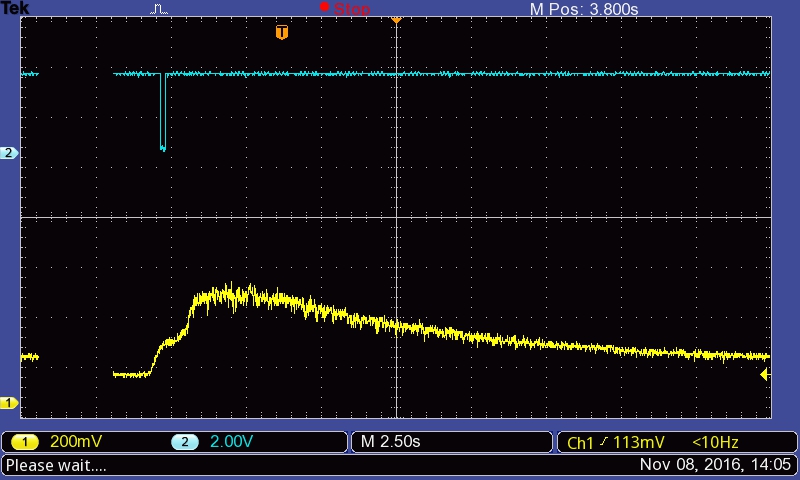 Tek Stop M Pos: 3.800s
T
2
1
1 200mV 2 2.00V M 2.50s Ch1 113mV <10Hz
Please wait.... Nov 08, 2016, 14:05